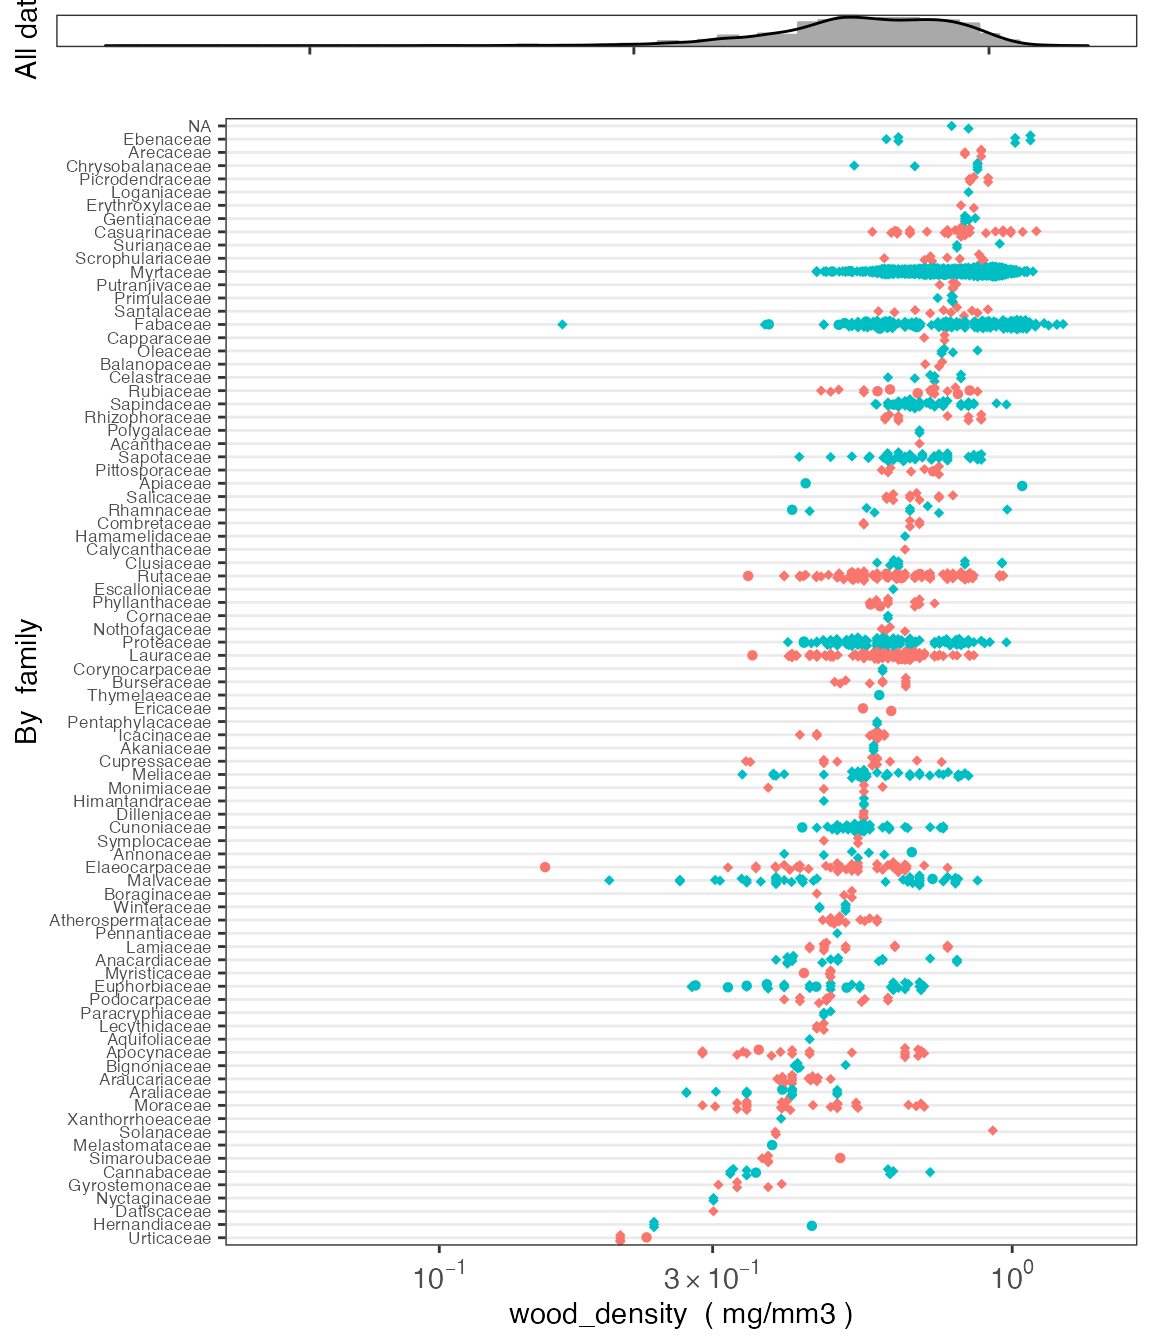 All dat
NA
Ebenaceae
Arecaceae
Chrysobalanaceae
Picrodendraceae
Loganiaceae
Erythroxylaceae
Gentianaceae
Casuarinaceae
Surianaceae
Scrophulariaceae
Myrtaceae
Putranjivaceae
Primulaceae
Santalaceae
Fabaceae
Capparaceae
Oleaceae
Balanopaceae
Celastraceae
Rubiaceae
Sapindaceae
Rhizophoraceae
Polygalaceae
Acanthaceae
Sapotaceae
Pittosporaceae
Apiaceae
Salicaceae
Rhamnaceae
Combretaceae
Hamamelidaceae
Calycanthaceae
Clusiaceae
Rutaceae
Escalloniaceae
Phyllanthaceae
Cornaceae
Nothofagaceae
Proteaceae
Lauraceae
Corynocarpaceae
Burseraceae
Thymelaeaceae
Ericaceae
Pentaphylacaceae
Icacinaceae
Akaniaceae
Cupressaceae
Meliaceae
Monimiaceae
Himantandraceae
Dilleniaceae
Cunoniaceae
Symplocaceae
Annonaceae
Elaeocarpaceae
Malvaceae
Boraginaceae
Winteraceae
Atherospermataceae
Pennantiaceae
Lamiaceae
Anacardiaceae
Myristicaceae
Euphorbiaceae
Podocarpaceae
Paracryphiaceae
Lecythidaceae
Aquifoliaceae
Apocynaceae
Bignoniaceae
Araucariaceae
Araliaceae
Moraceae
Xanthorrhoeaceae
Solanaceae
Melastomataceae
Simaroubaceae
Cannabaceae
Gyrostemonaceae
Nyctaginaceae
Datiscaceae
Hernandiaceae
Urticaceae
By family
10⁻¹ 3 × 10⁻¹ 10⁰
wood_density ( mg/mm3 )